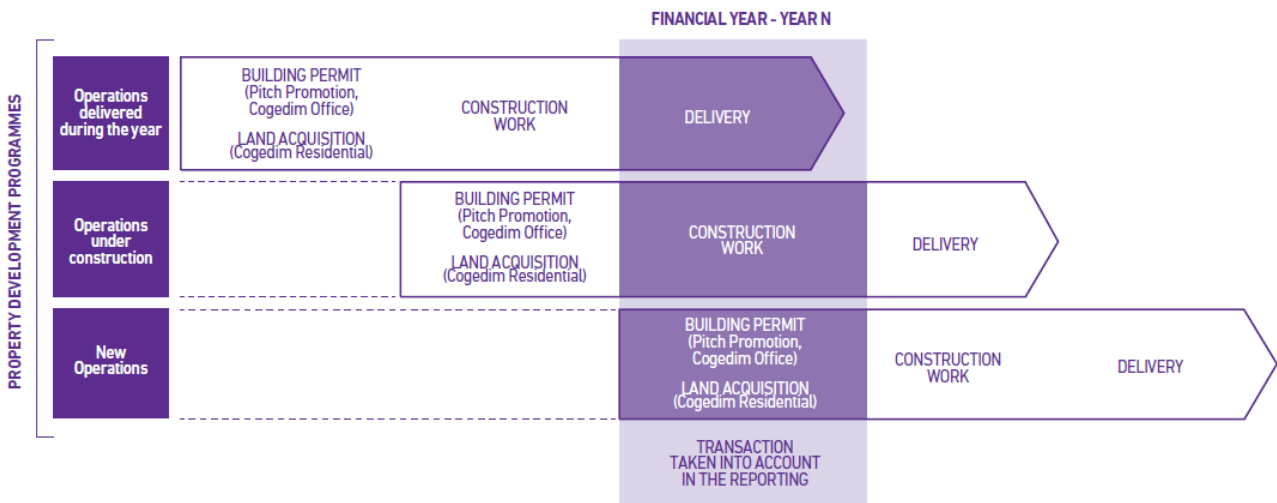 FINANCIAL YEAR - YEAR N
PROPERTY DEVELOPMENT PROGRAMMES
Operations
delivered
during the year
BUILDING PERMIT
(Pitch Promotion,
Cogedim Office)
LAND ACQUISITION
(Cogedim Residential)
CONSTRUCTION
WORK
DELIVERY
Operations
under
construction
BUILDING PERMIT
(Pitch Promotion,
Cogedim Office)
LAND ACQUISITION
(Cogedim Residential)
CONSTRUCTION
WORK
DELIVERY
New
Operations
BUILDING PERMIT
(Pitch Promotion,
Cogedim Office)
LAND ACQUISITION
(Cogedim Residential)
CONSTRUCTION
WORK
DELIVERY
TRANSACTION
TAKEN INTO ACCOUNT
IN THE REPORTING